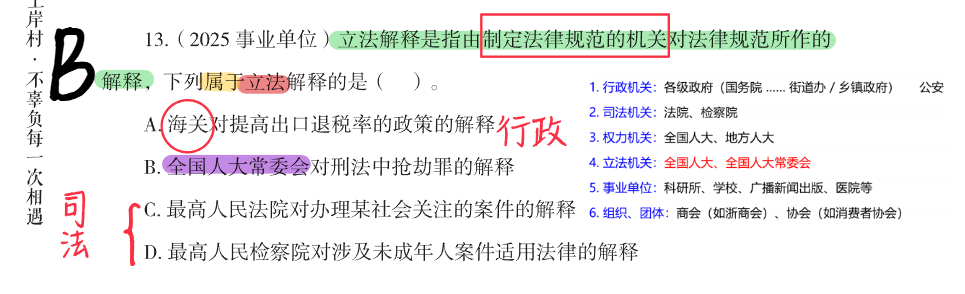 上岸村·不辜负每一次相遇
B
13.（2025 事业单位）立法解释是指由制定法律规范的机关对法律规范所作的
解释，下列属于立法解释的是（　）。
A. 海关对提高出口退税率的政策的解释
行政
B. 全国人大常委会对刑法中抢劫罪的解释
司法
C. 最高人民法院对办理某社会关注的案件的解释
D. 最高人民检察院对涉及未成年人案件适用法律的解释
1. 行政机关：各级政府（国务院 ...... 街道办 / 乡镇政府） 公安
2. 司法机关：法院、检察院
3. 权力机关：全国人大、地方人大
4. 立法机关：全国人大、全国人大常委会
5. 事业单位：科研所、学校、广播新闻出版、医院等
6. 组织、团体：商会（如浙商会）、协会（如消费者协会）